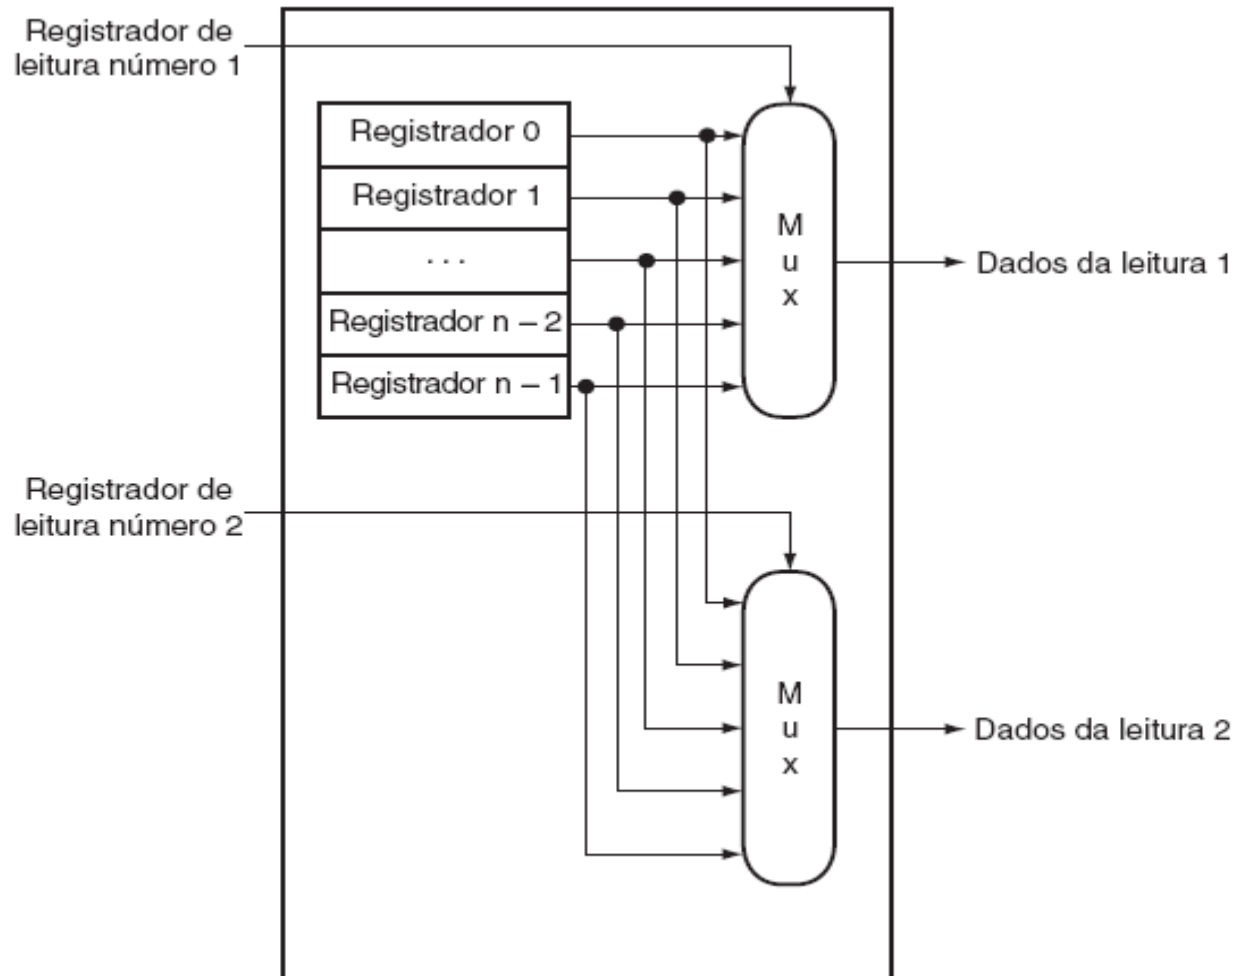 Registrador de
leitura número 1
Registrador 0
Registrador 1
. . .
Registrador n – 2
Registrador n – 1
M
u
x
Dados da leitura 1
Registrador de
leitura número 2
M
u
x
Dados da leitura 2